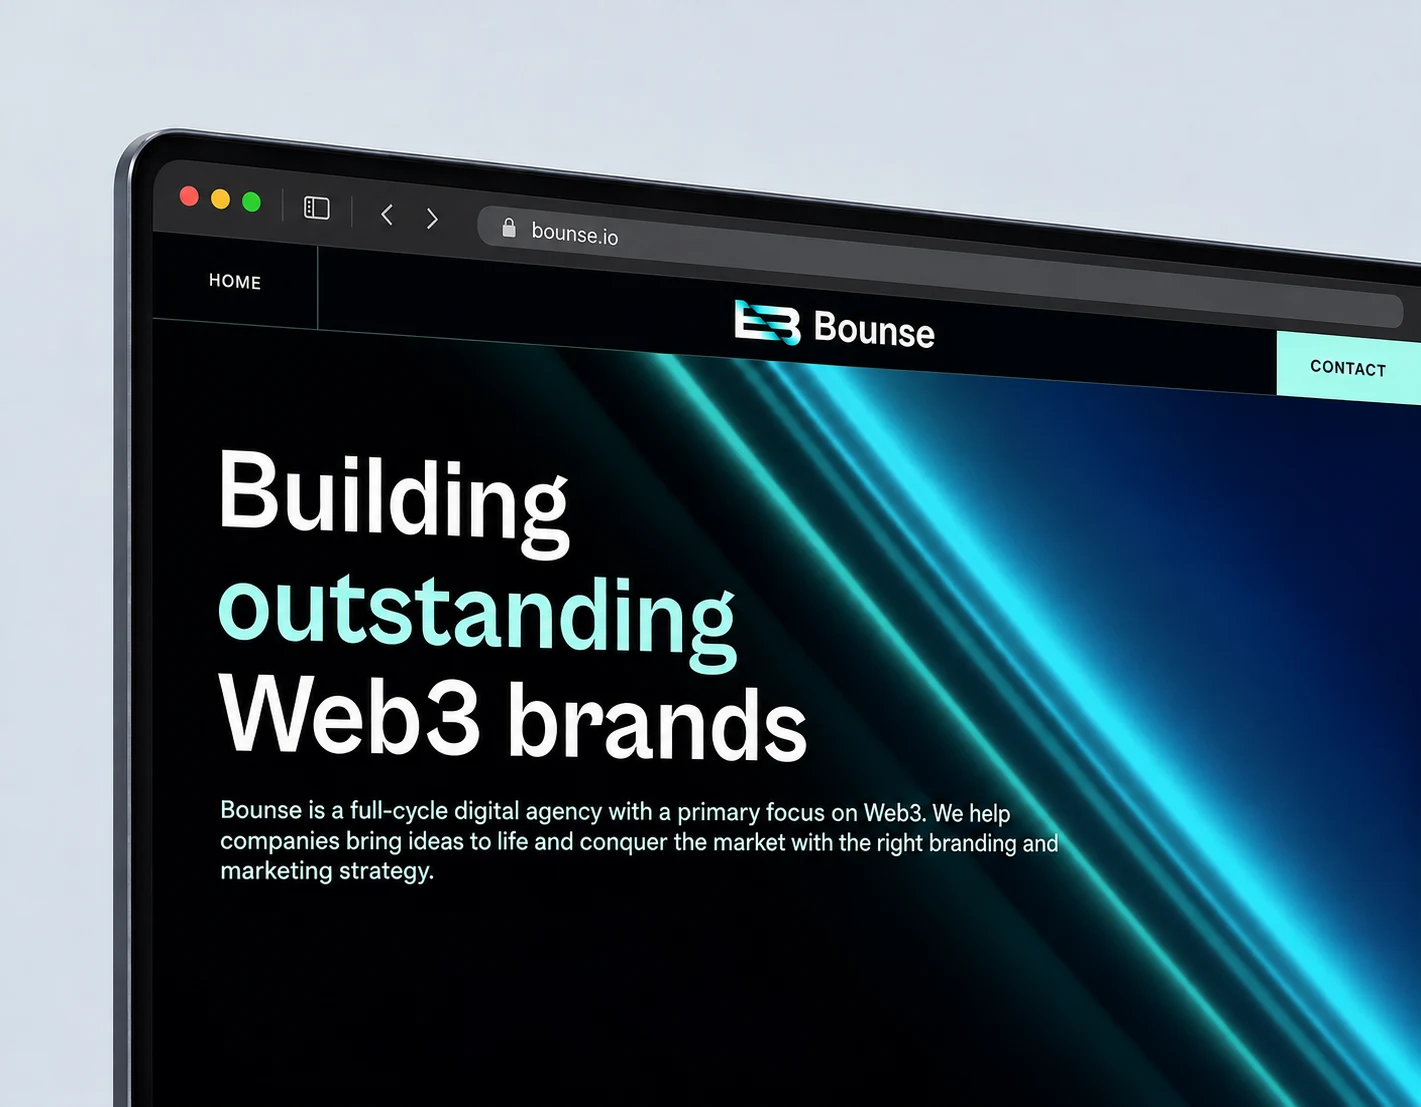 bounse.io
HOME
Bounse
CONTACT
Building
outstanding
Web3 brands
Bounse is a full-cycle digital agency with a primary focus on Web3. We help
companies bring ideas to life and conquer the market with the right branding and
marketing strategy.